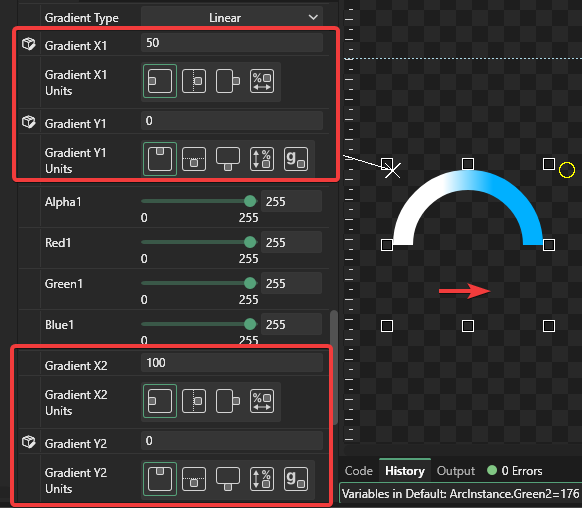 Gradient Type Linear
Gradient X1 50
Gradient X1
Units
%
Gradient Y1 0
Gradient Y1
Units
% g
Alpha1 255
0 255
Red1 255
0 255
Green1 255
0 255
Blue1 255
0 255
Gradient X2 100
Gradient X2
Units
%
Gradient Y2 0
Gradient Y2
Units
% g
Code History Output 0 Errors
Variables in Default: ArcInstance.Green2=176